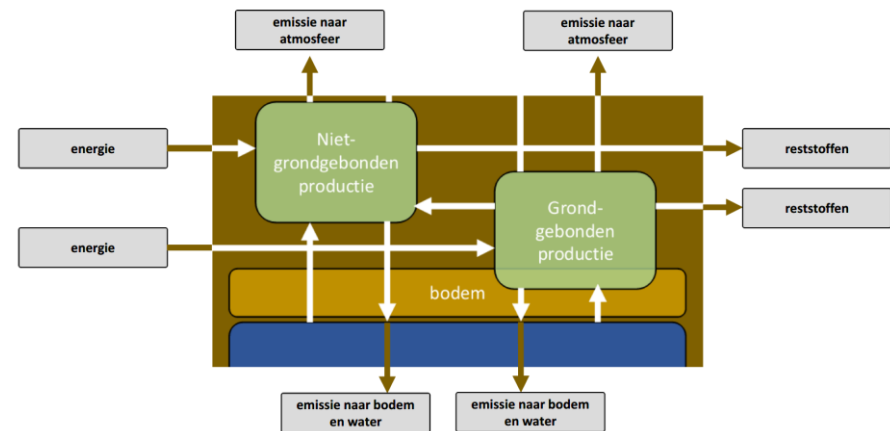 emissie naar
atmosfeer
emissie naar
atmosfeer
energie
Niet-
grondgebonden
productie
reststoffen
reststoffen
Grond-
gebonden
productie
energie
bodem
emissie naar bodem
en water
emissie naar bodem
en water